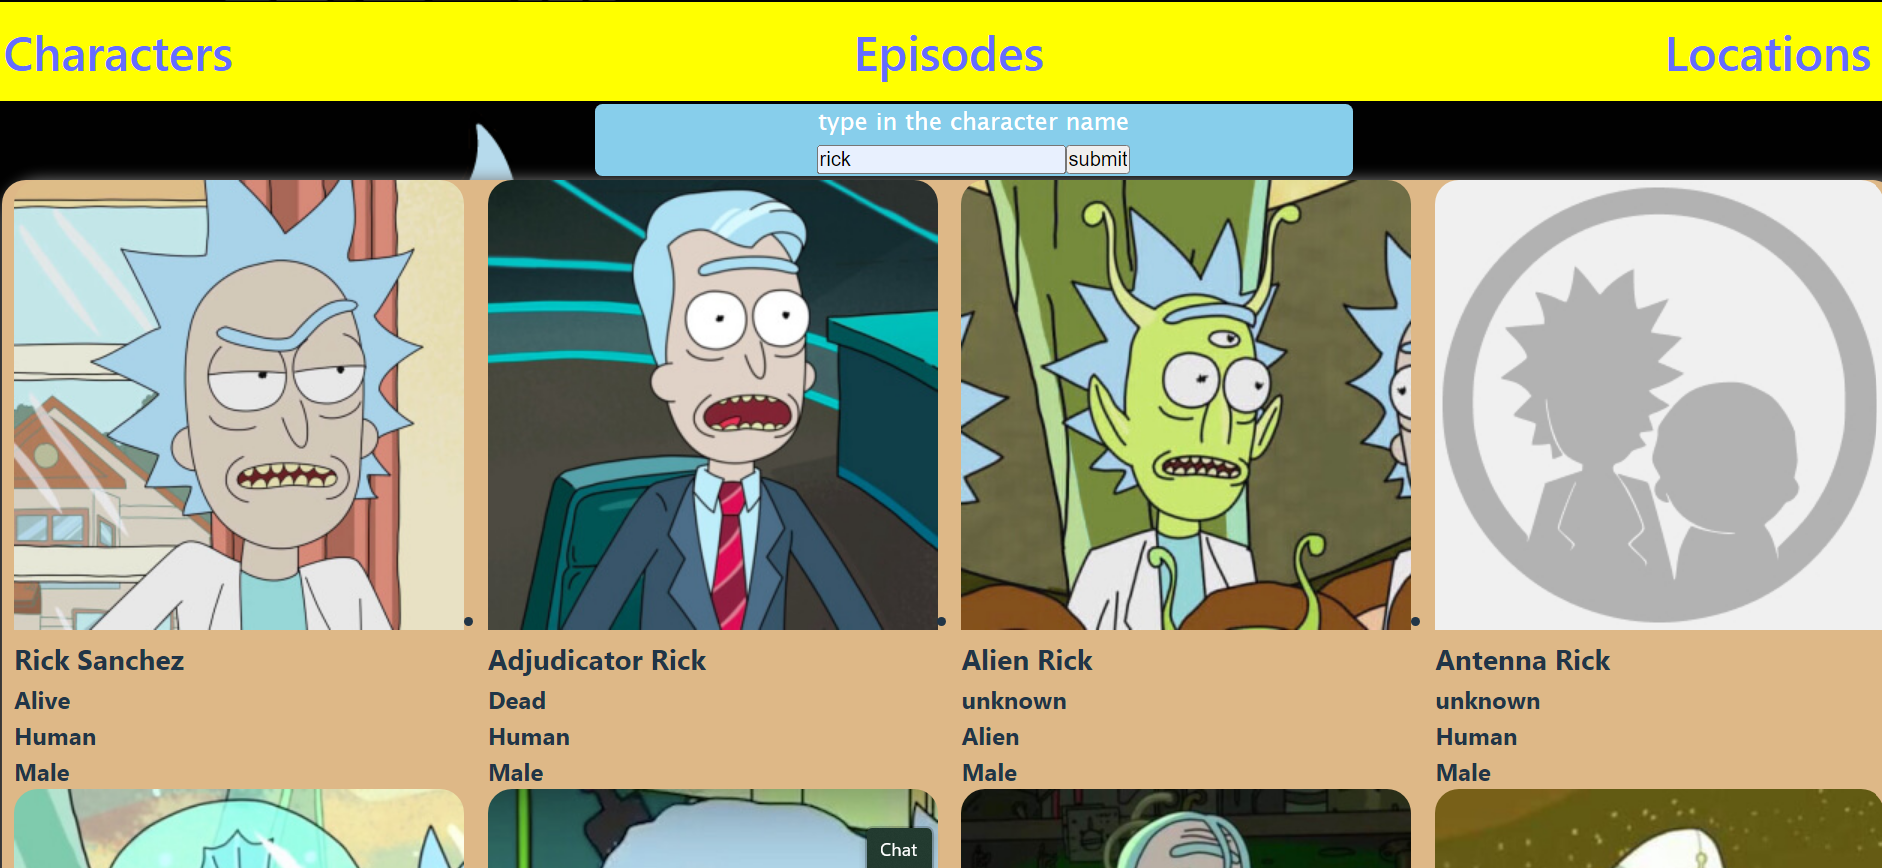 Characters Episodes Locations
type in the character name
rick submit
Rick Sanchez
Alive
Human
Male
Adjudicator Rick
Dead
Human
Male
Alien Rick
unknown
Alien
Male
Antenna Rick
unknown
Human
Male
Chat